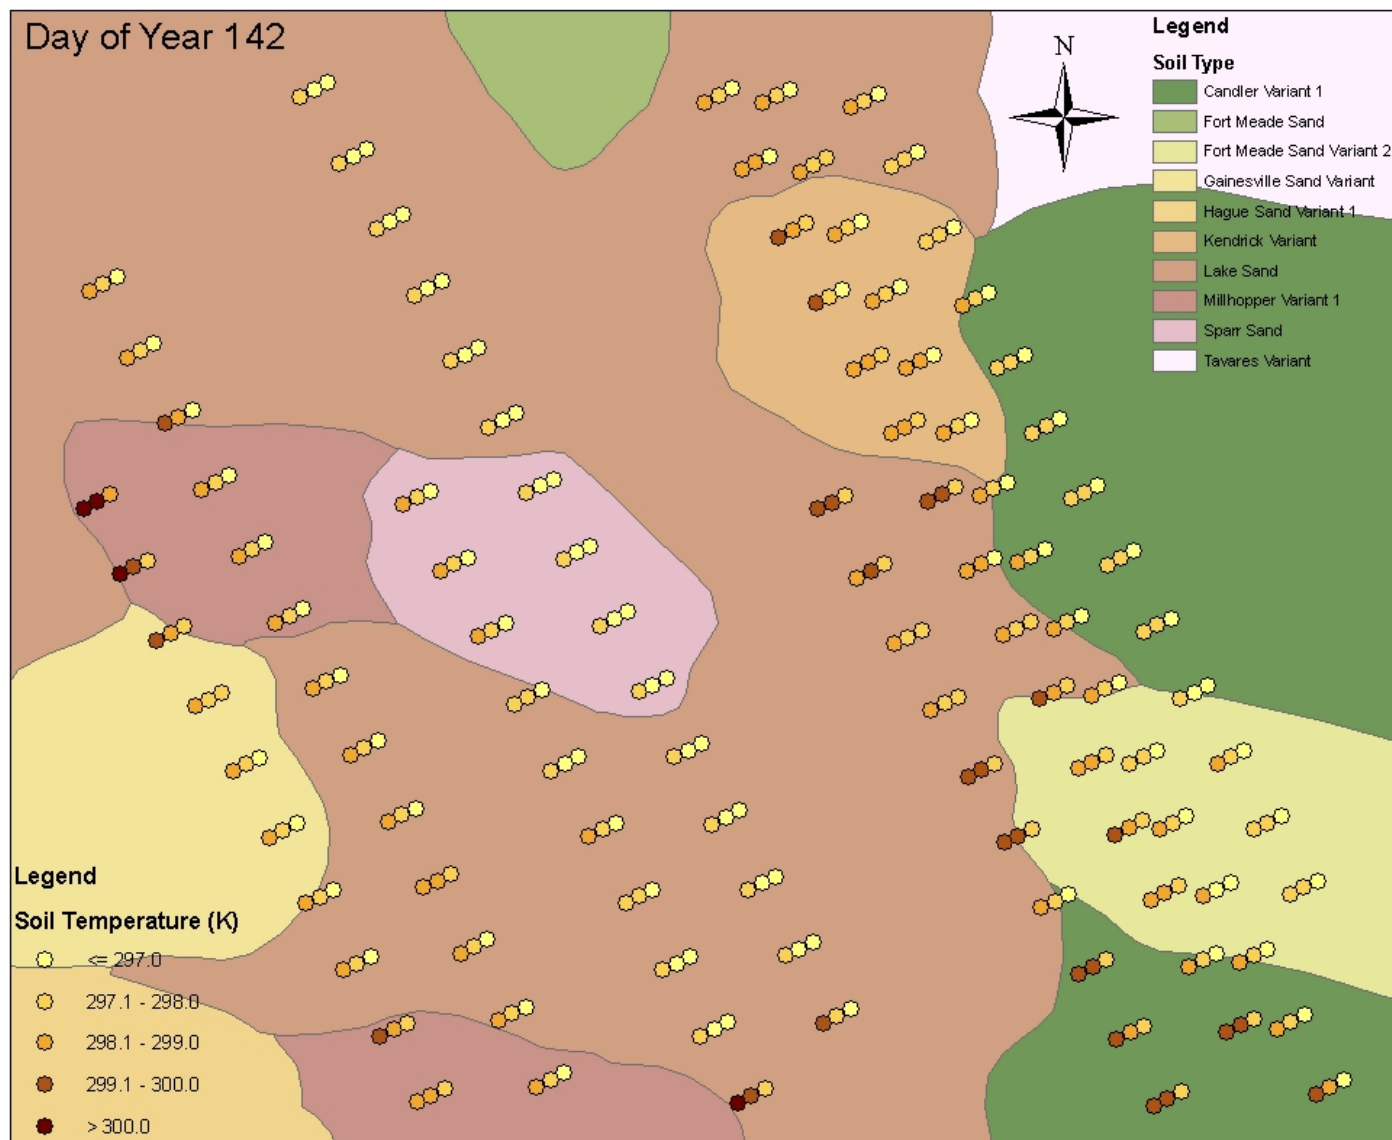 Day of Year 142
N
Legend
Soil Type
Candler Variant 1
Fort Meade Sand
Fort Meade Sand Variant 2
Gainesville Sand Variant
Hague Sand Variant 1
Kendrick Variant
Lake Sand
Millhopper Variant 1
Sparr Sand
Tavares Variant
Legend
Soil Temperature (K)
<= 297.0
297.1 - 298.0
298.1 - 299.0
299.1 - 300.0
> 300.0